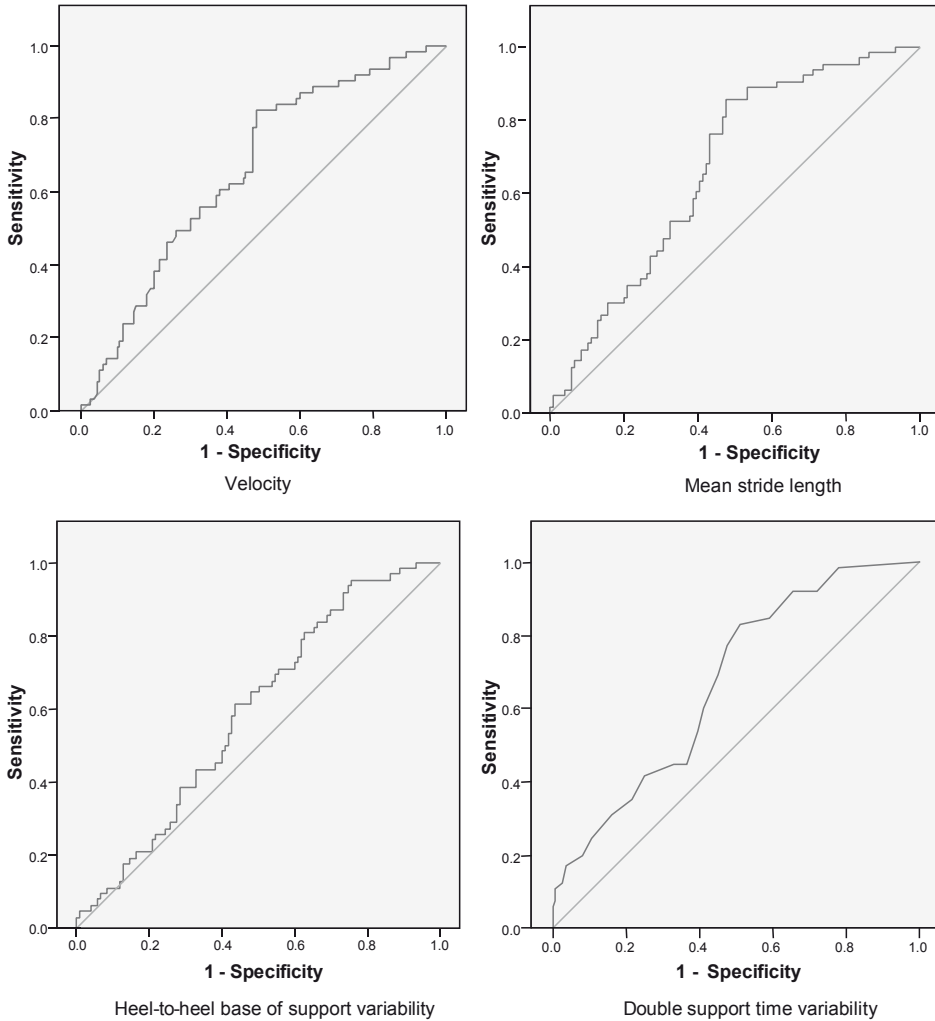 1.0
0.8
0.6
0.4
0.2
0.0
Sensitivity
0.0 0.2 0.4 0.6 0.8 1.0
1 - Specificity
Velocity
1.0
0.8
0.6
0.4
0.2
0.0
Sensitivity
0.0 0.2 0.4 0.6 0.8 1.0
1 - Specificity
Mean stride length
1.0
0.8
0.6
0.4
0.2
0.0
Sensitivity
0.0 0.2 0.4 0.6 0.8 1.0
1 - Specificity
Heel-to-heel base of support variability
1.0
0.8
0.6
0.4
0.2
0.0
Sensitivity
0.0 0.2 0.4 0.6 0.8 1.0
1 - Specificity
Double support time variability